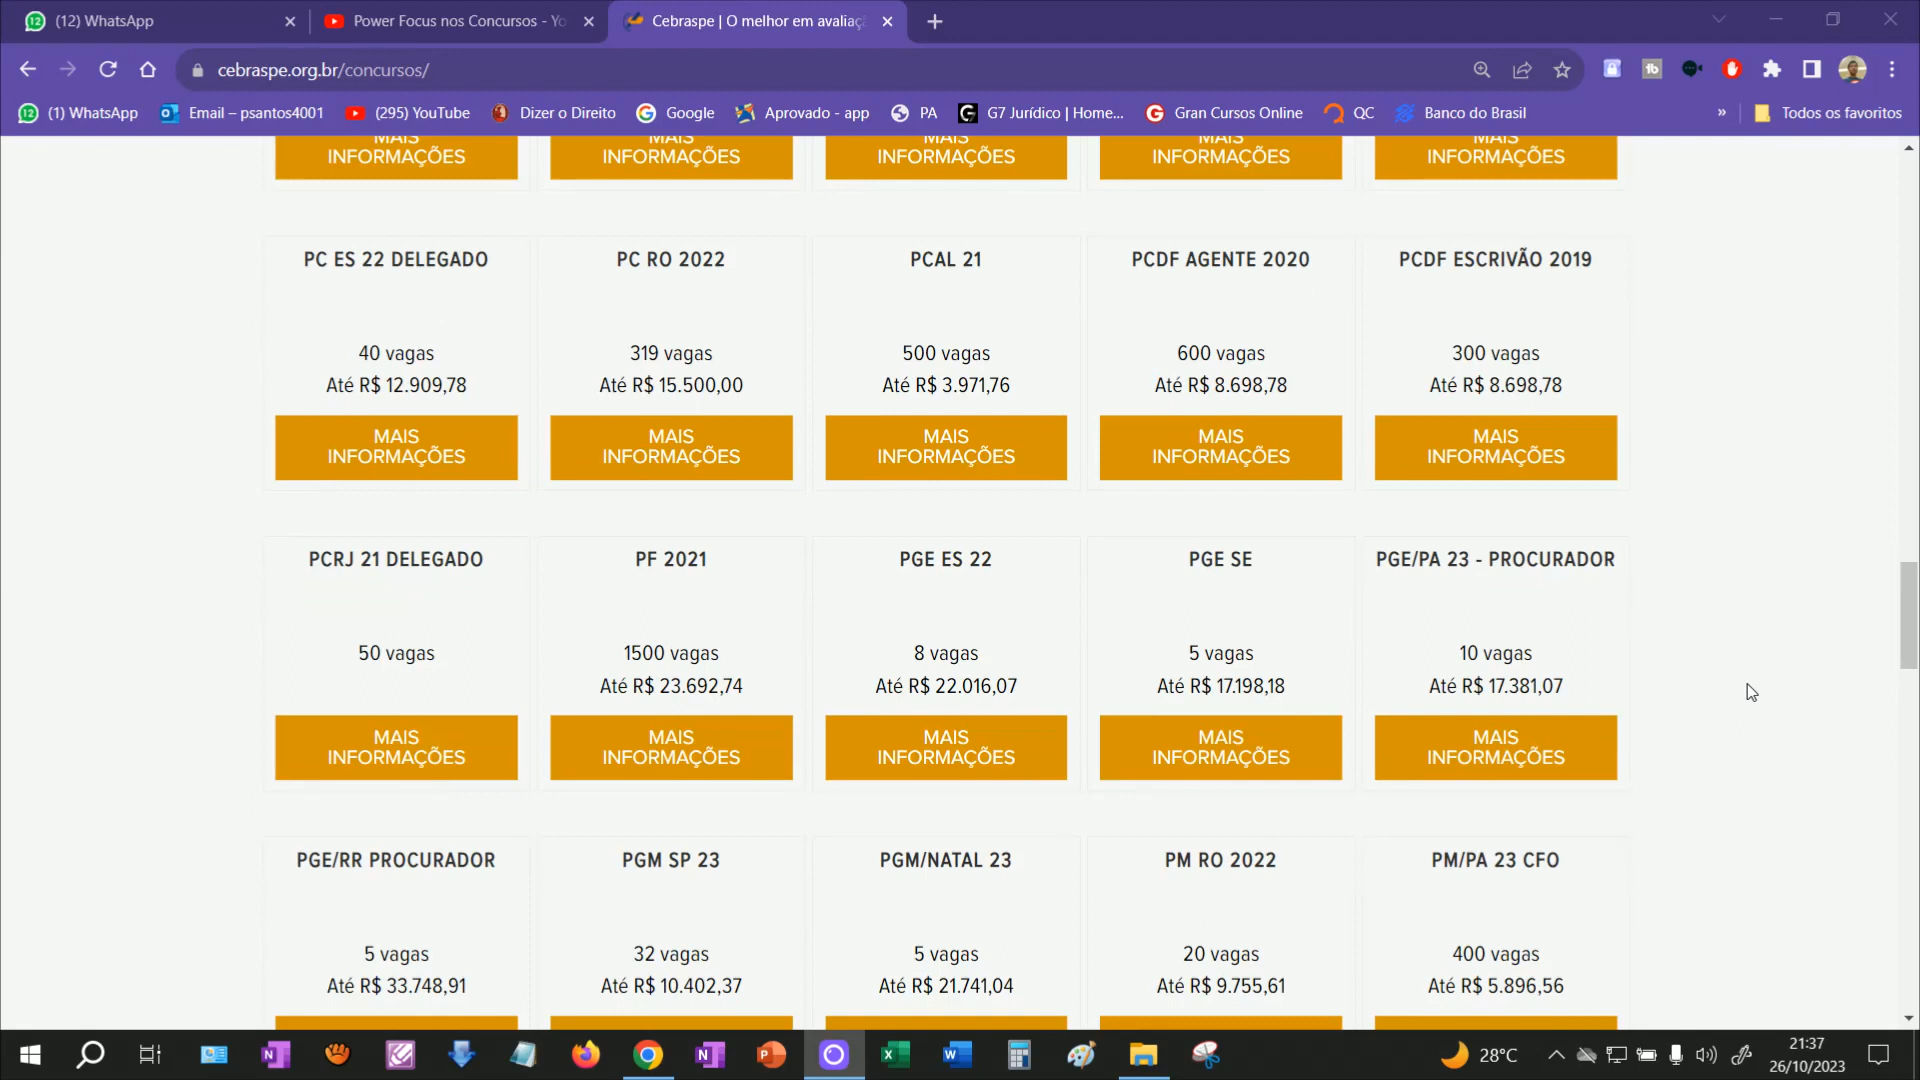 (12) WhatsApp
Power Focus nos Concursos - Yo
Cebraspe | O melhor em avaliaç
cebraspe.org.br/concursos/
(1) WhatsApp
Email – psantos4001
(295) YouTube
Dizer o Direito
Google
Aprovado - app
PA
G7 Jurídico | Home...
Gran Cursos Online
QC
Banco do Brasil
»
Todos os favoritos
MAIS INFORMAÇÕES
MAIS INFORMAÇÕES
MAIS INFORMAÇÕES
MAIS INFORMAÇÕES
MAIS INFORMAÇÕES
PC ES 22 DELEGADO
40 vagas
Até R$ 12.909,78
MAIS
INFORMAÇÕES
PC RO 2022
319 vagas
Até R$ 15.500,00
MAIS
INFORMAÇÕES
PCAL 21
500 vagas
Até R$ 3.971,76
MAIS
INFORMAÇÕES
PCDF AGENTE 2020
600 vagas
Até R$ 8.698,78
MAIS
INFORMAÇÕES
PCDF ESCRIVÃO 2019
300 vagas
Até R$ 8.698,78
MAIS
INFORMAÇÕES
PCRJ 21 DELEGADO
50 vagas
MAIS
INFORMAÇÕES
PF 2021
1500 vagas
Até R$ 23.692,74
MAIS
INFORMAÇÕES
PGE ES 22
8 vagas
Até R$ 22.016,07
MAIS
INFORMAÇÕES
PGE SE
5 vagas
Até R$ 17.198,18
MAIS
INFORMAÇÕES
PGE/PA 23 - PROCURADOR
10 vagas
Até R$ 17.381,07
MAIS
INFORMAÇÕES
PGE/RR PROCURADOR
5 vagas
Até R$ 33.748,91
PGM SP 23
32 vagas
Até R$ 10.402,37
PGM/NATAL 23
5 vagas
Até R$ 21.741,04
PM RO 2022
20 vagas
Até R$ 9.755,61
PM/PA 23 CFO
400 vagas
Até R$ 5.896,56
28°C
21:37
26/10/2023